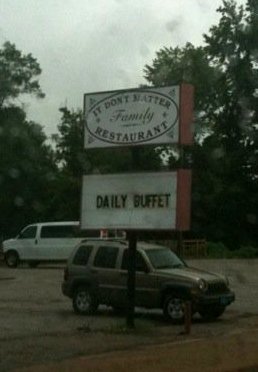 IT DON'T MATTER
Family
RESTAURANT
DAILY BUFFET